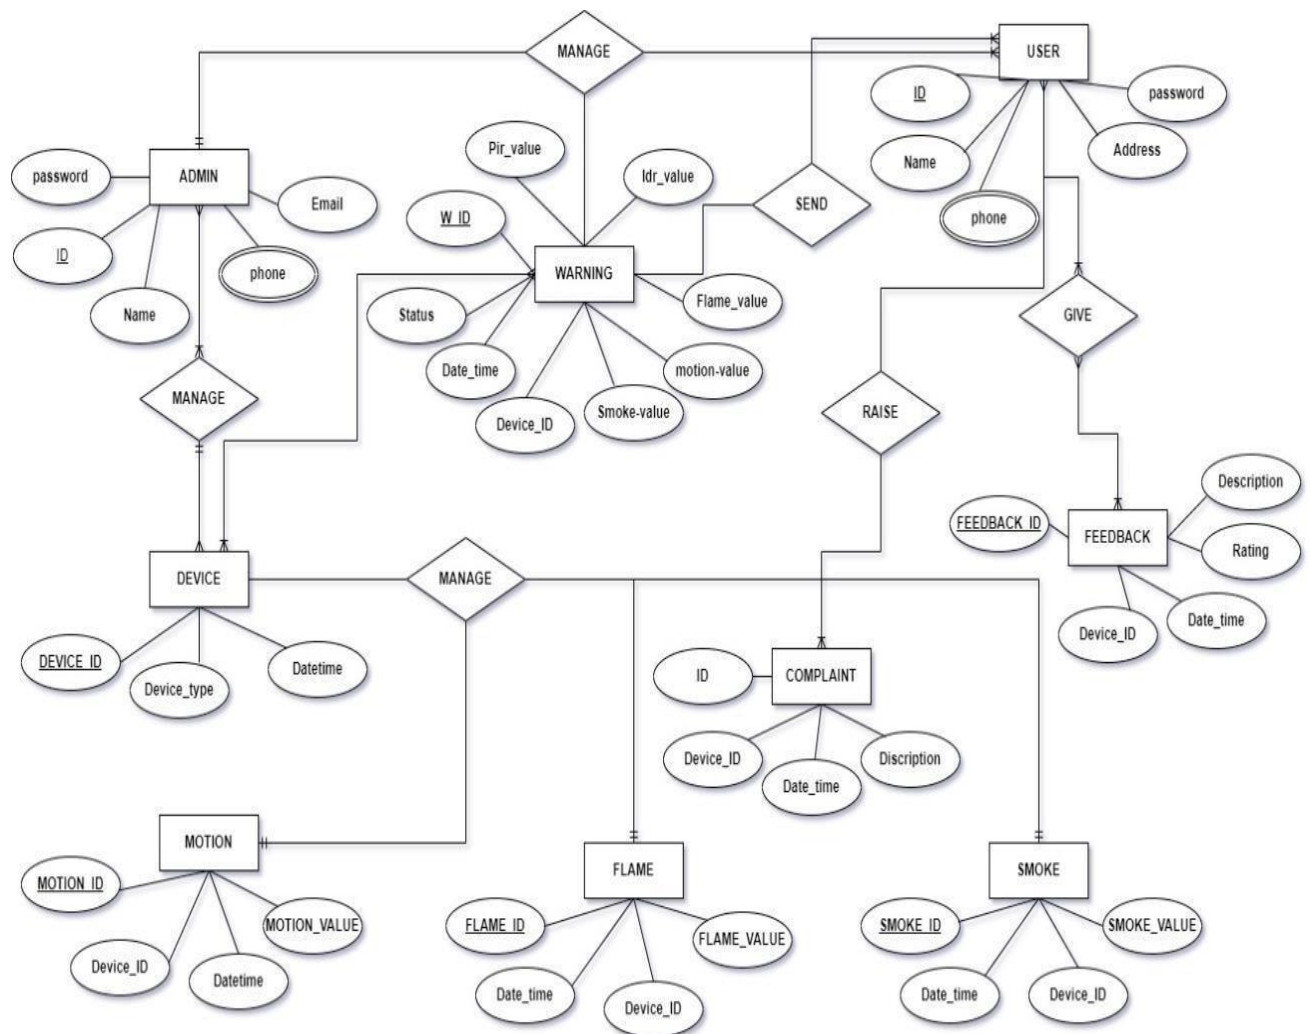 MANAGE
USER
ID
password
Name
Address
phone
ADMIN
password
Email
ID
phone
Name
Pir_value
Idr_value
W_ID
SEND
WARNING
Status
Flame_value
Date_time
motion-value
Device_ID
Smoke-value
GIVE
MANAGE
RAISE
Description
FEEDBACK_ID
FEEDBACK
Rating
Device_ID
Date_time
DEVICE
MANAGE
DEVICE_ID
Device_type
Datetime
ID
COMPLAINT
Device_ID
Date_time
Discription
MOTION
MOTION_ID
MOTION_VALUE
Device_ID
Datetime
FLAME
FLAME_ID
FLAME_VALUE
Date_time
Device_ID
SMOKE
SMOKE_ID
SMOKE_VALUE
Date_time
Device_ID